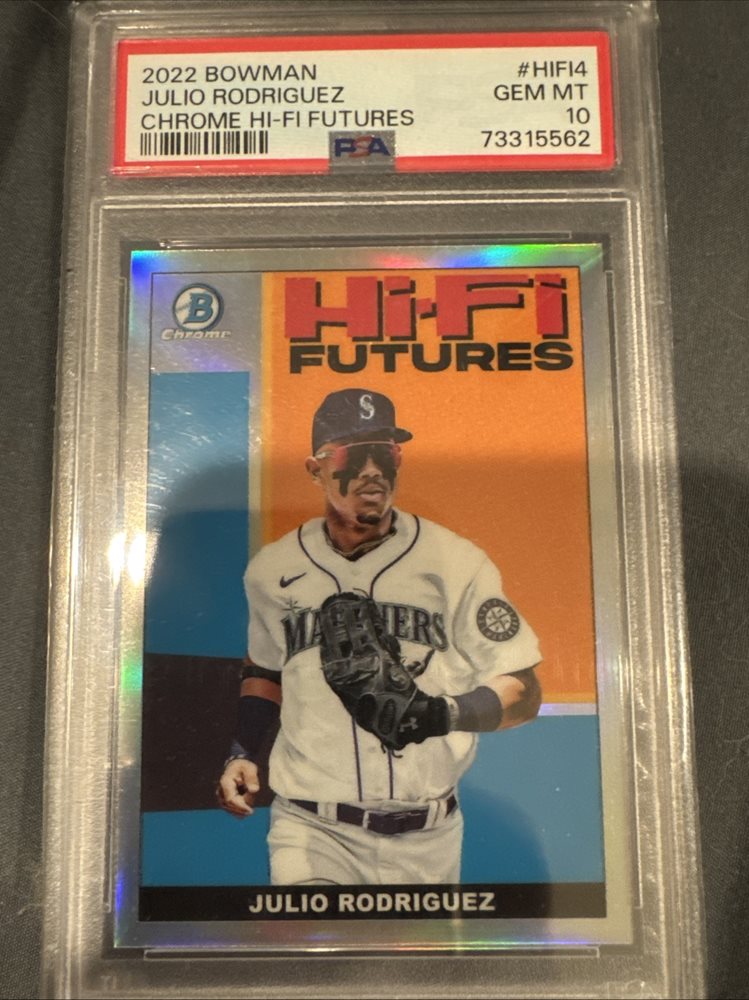 2022 BOWMAN #HIFI4
JULIO RODRIGUEZ GEM MT
CHROME HI-FI FUTURES 10
PSA 73315562
B
Chrome
Hi-Fi
FUTURES
S
MARINERS
JULIO RODRIGUEZ